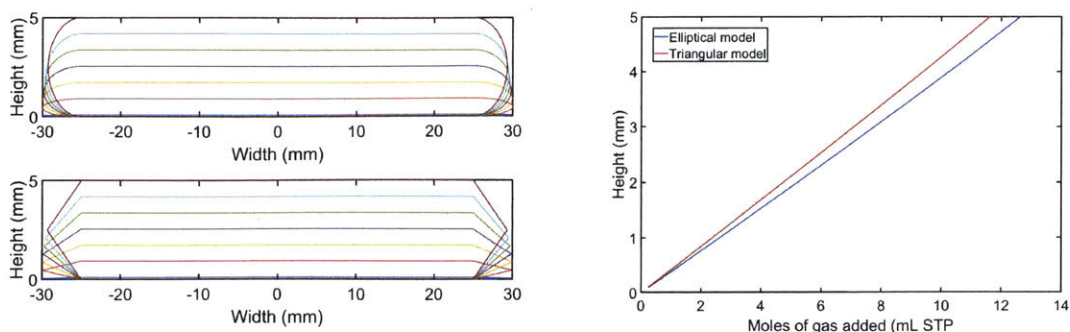 Height (mm)
5
0
-30 -20 -10 0 10 20 30
Width (mm)
Height (mm)
5
0
-30 -20 -10 0 10 20 30
Width (mm)
Height (mm)
5
4
3
2
1
0
Elliptical model
Triangular model
0 2 4 6 8 10 12 14
Moles of gas added (mL STP